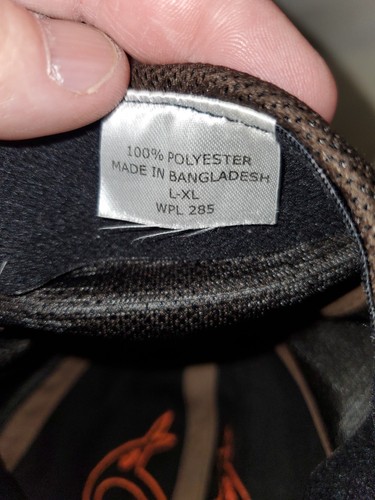 100% POLYESTER
MADE IN BANGLADESH
L-XL
WPL 285